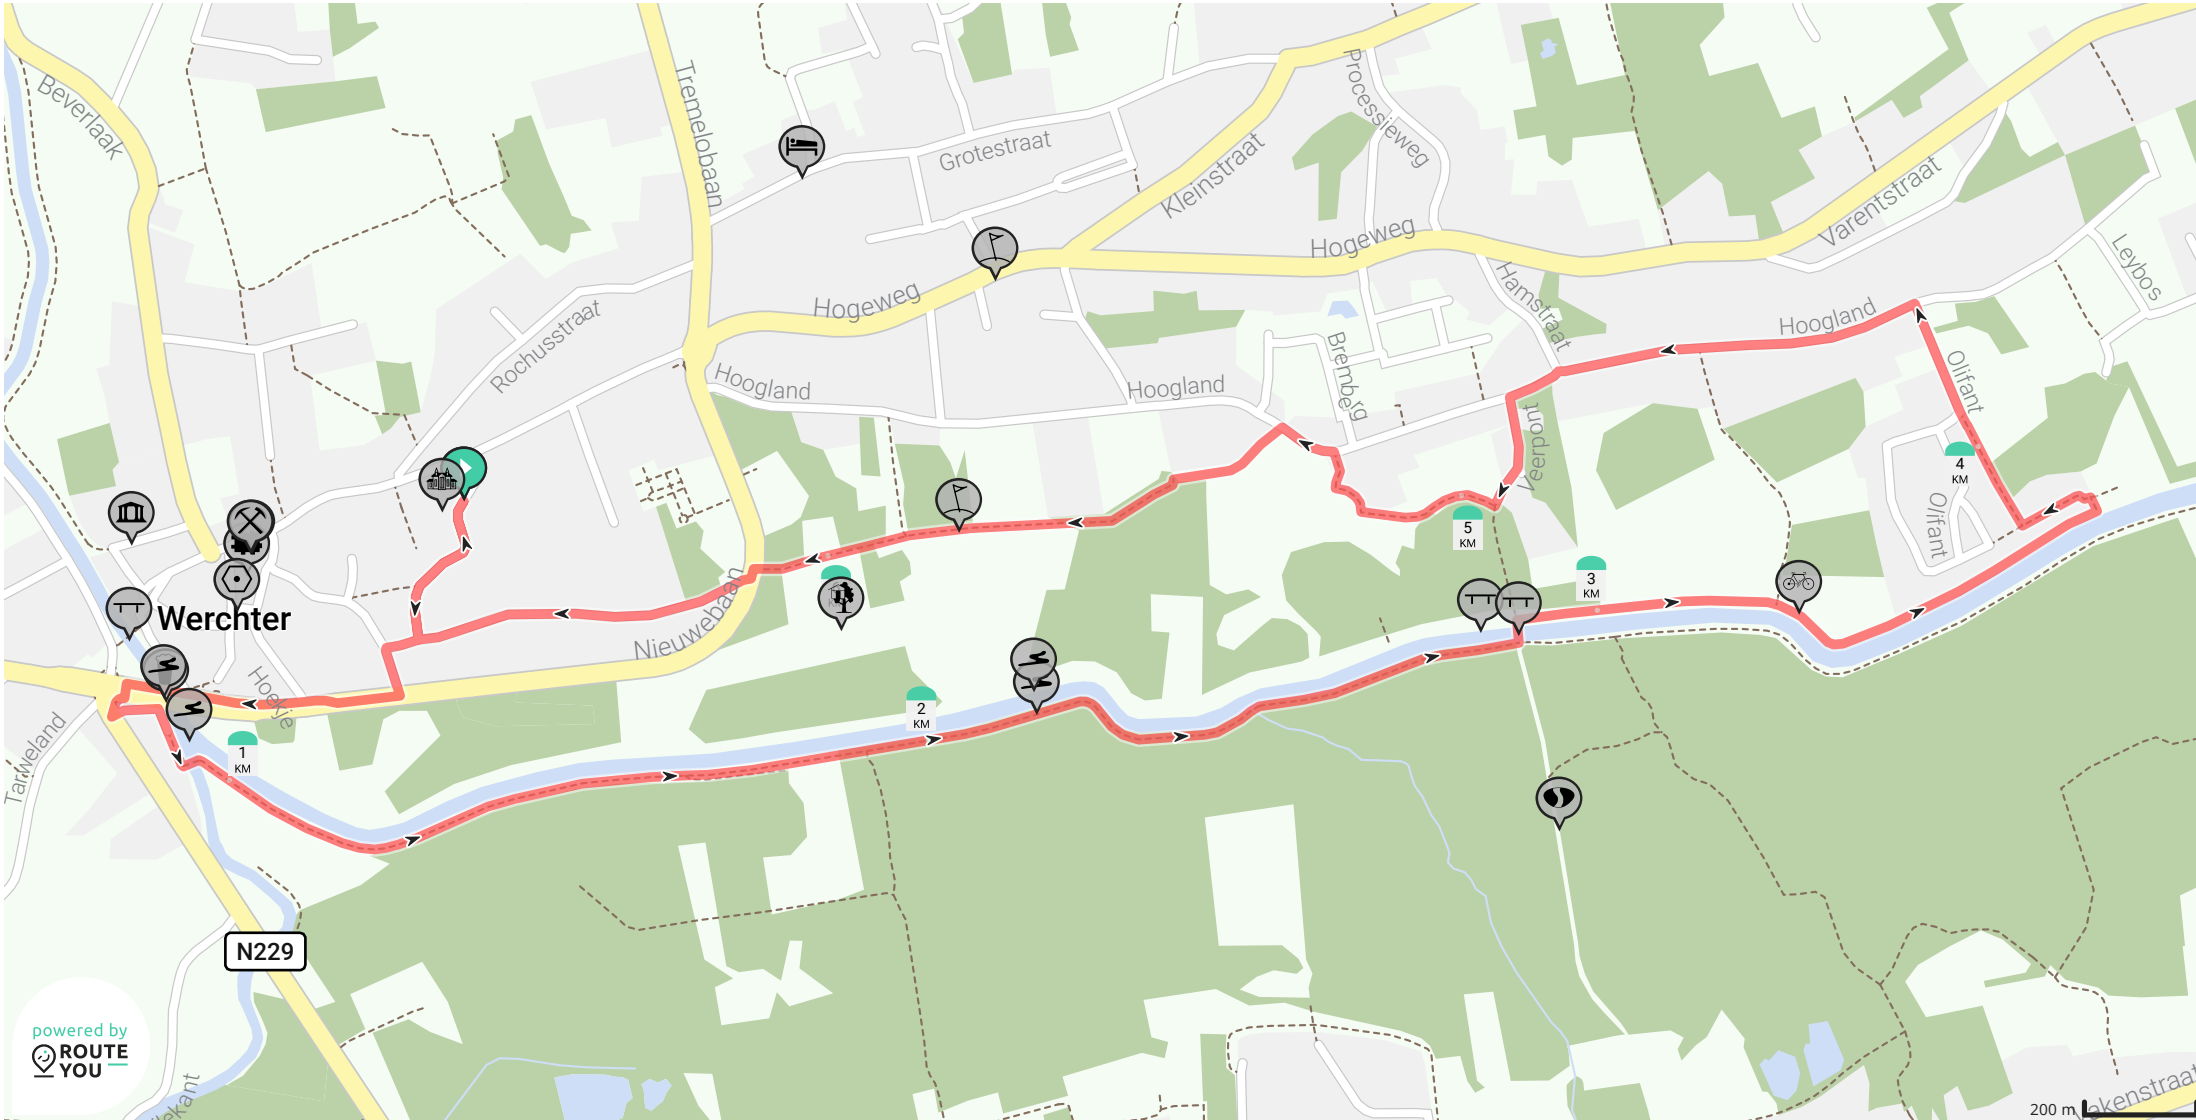 Beverlaak
Tremelobaan
Grotestraat
Kleinstraat
Processieweg
Hogeweg
Varentstraat
Leybos
Hogeweg
Hamstraat
Rochusstraat
Hoogland
Hoogland
Hoogland
Bremberg
Olifant
Veerepont
4
KM
Olifant
5
KM
3
KM
Werchter
Nieuwebaan
Hoekje
2
KM
1
KM
Tarweland
N229
powered by
ROUTE
YOU
200 m